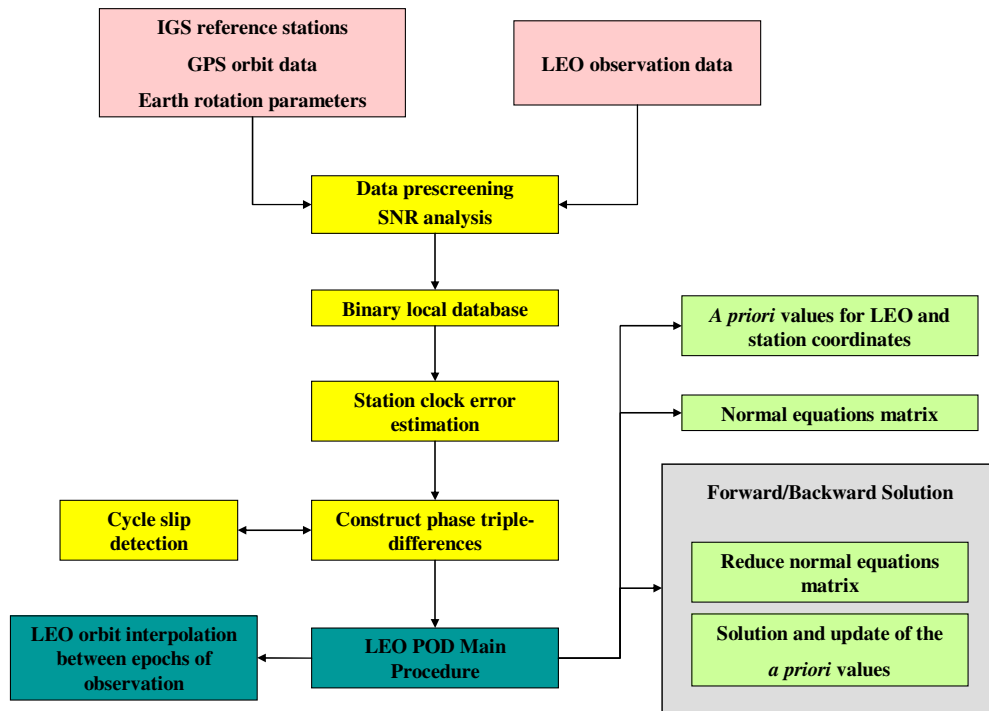 IGS reference stations
GPS orbit data
Earth rotation parameters
LEO observation data
Data prescreening
SNR analysis
Binary local database
A priori values for LEO and
station coordinates
Station clock error
estimation
Normal equations matrix
Forward/Backward Solution
Cycle slip
detection
Construct phase triple-
differences
Reduce normal equations
matrix
LEO orbit interpolation
between epochs of
observation
LEO POD Main
Procedure
Solution and update of the
a priori values